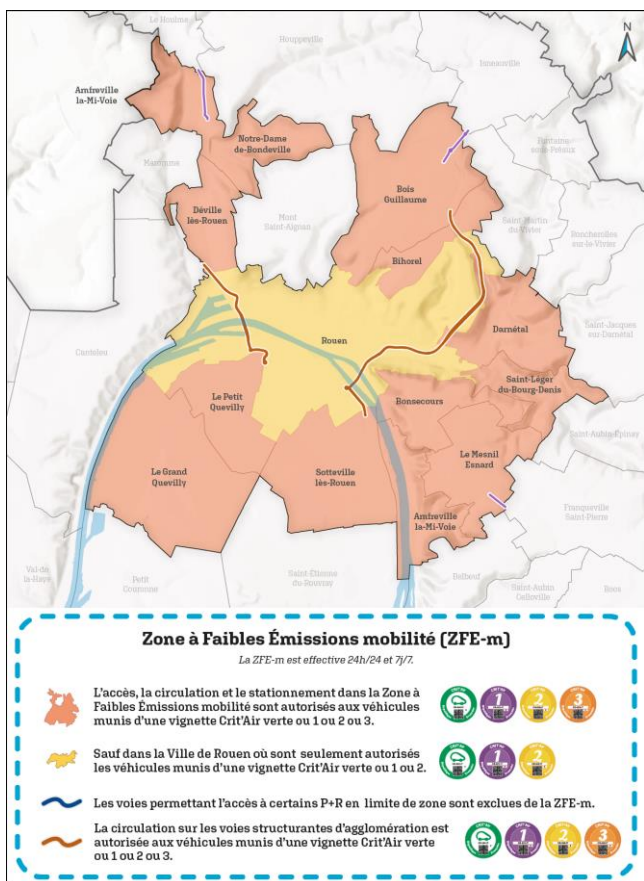 Le Houlme
Houppeville
Isneauville
N
Amfreville
la-Mi-Voie
Notre-Dame
de-Bondeville
Fontaine
sous-Préaux
Maromme
Bois
Guillaume
Déville
lès-Rouen
Mont
Saint-Aignan
Saint-Martin
du-Vivier
Roncherolles
sur-le-Vivier
Bihorel
Darnétal
Saint-Jacques
sur-Darnétal
Canteleu
Rouen
Saint-Léger
du-Bourg-Denis
Le Petit
Quevilly
Bonsecours
Saint-Aubin-Épinay
Le Mesnil
Esnard
Le Grand
Quevilly
Sotteville
lès-Rouen
Amfreville
la-Mi-Voie
Franqueville
Saint-Pierre
Val-de
la-Haye
Petit
Couronne
Saint-Étienne
du-Rouvray
Belbeuf
Saint-Aubin
Celloville
Boos
Zone à Faibles Émissions mobilité (ZFE-m)
La ZFE-m est effective 24h/24 et 7j/7.
L'accès, la circulation et le stationnement dans la Zone à
Faibles Émissions mobilité sont autorisés aux véhicules
munis d'une vignette Crit'Air verte ou 1 ou 2 ou 3.
1 2 3
Sauf dans la Ville de Rouen où sont seulement autorisés
les véhicules munis d'une vignette Crit'Air verte ou 1 ou 2.
1 2
Les voies permettant l'accès à certains P+R en limite de zone sont exclues de la ZFE-m.
La circulation sur les voies structurantes d'agglomération est
autorisée aux véhicules munis d'une vignette Crit'Air verte
ou 1 ou 2 ou 3.
1 2 3